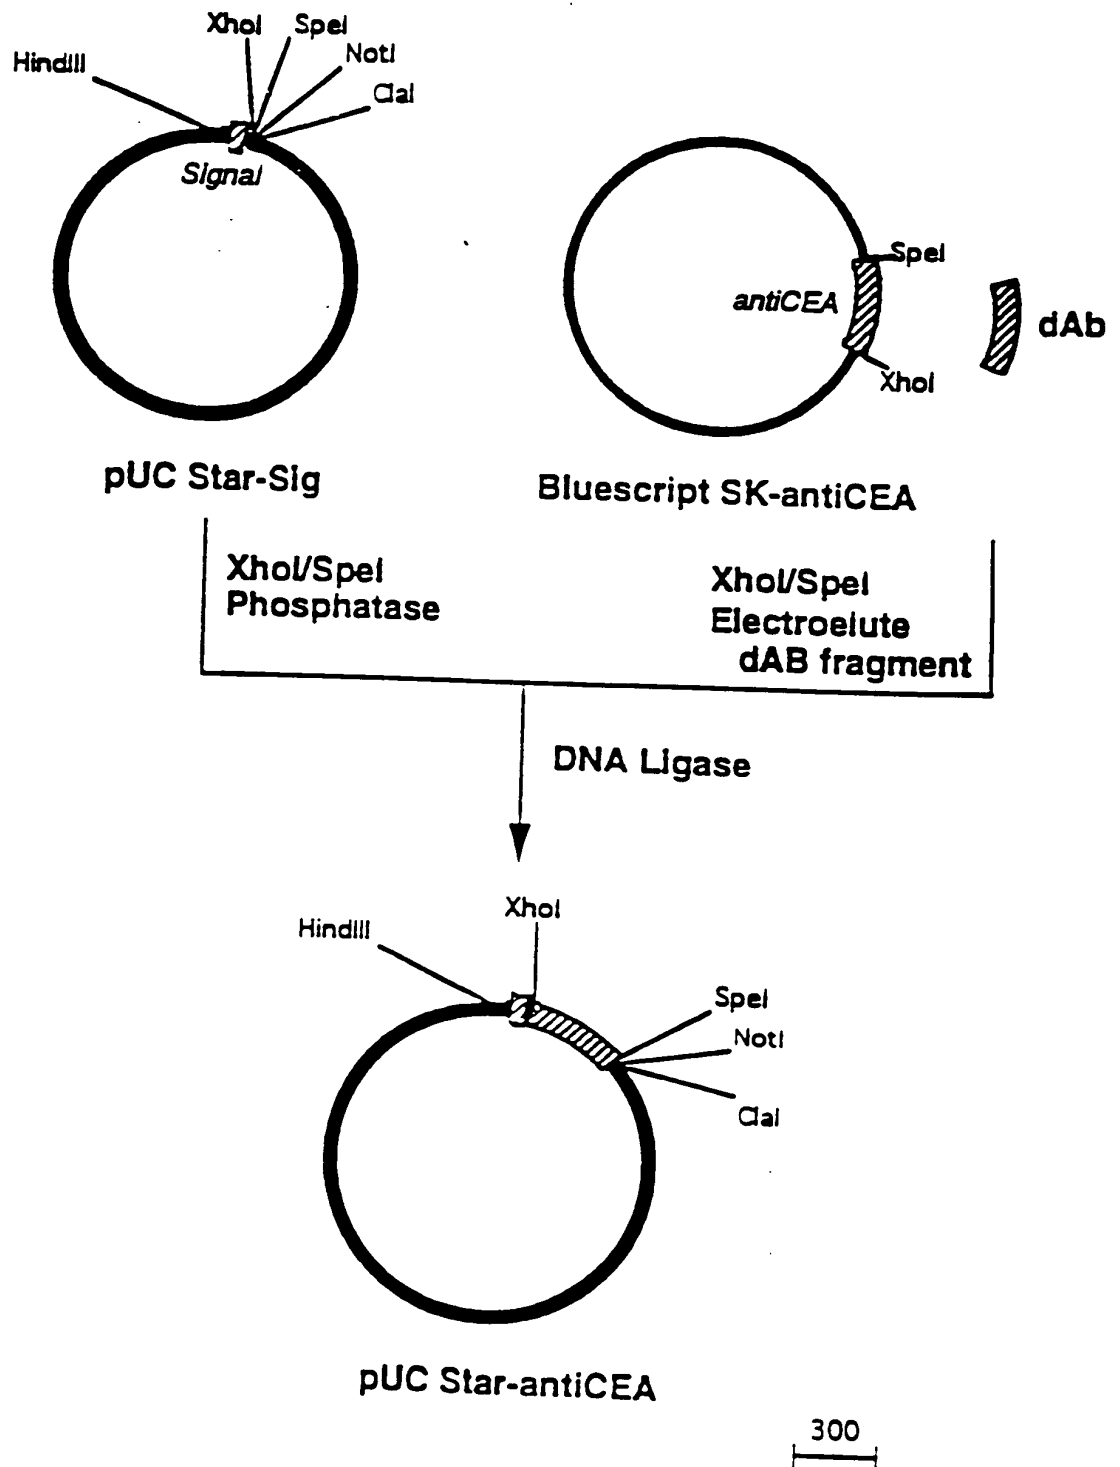 XhoI
SpeI
NotI
HindIII
ClaI
Signal
SpeI
antiCEA
dAb
XhoI
pUC Star-Sig
Bluescript SK-antiCEA
XhoI/SpeI
Phosphatase
XhoI/SpeI
Electroelute
dAB fragment
DNA Ligase
XhoI
HindIII
SpeI
NotI
ClaI
pUC Star-antiCEA
300